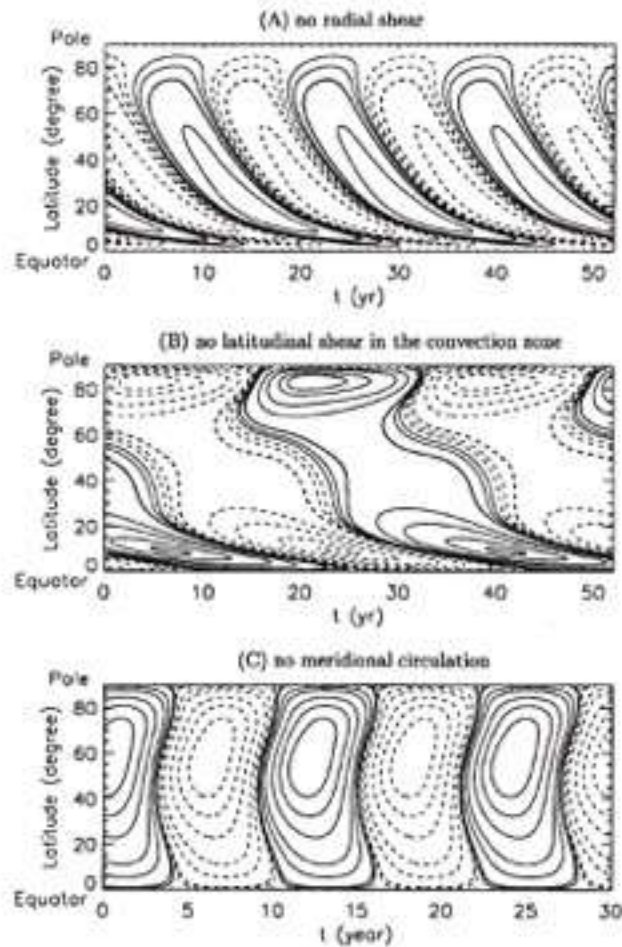 (A) no radial shear
Pole
80
60
40
20
0
Latitude (degree)
Equator
0 10 20 30 40 50
t (yr)
(B) no latitudinal shear in the convection zone
Pole
80
60
40
20
0
Latitude (degree)
Equator
0 10 20 30 40 50
t (yr)
(C) no meridional circulation
Pole
80
60
40
20
0
Latitude (degree)
Equator
0 5 10 15 20 25 30
t (year)